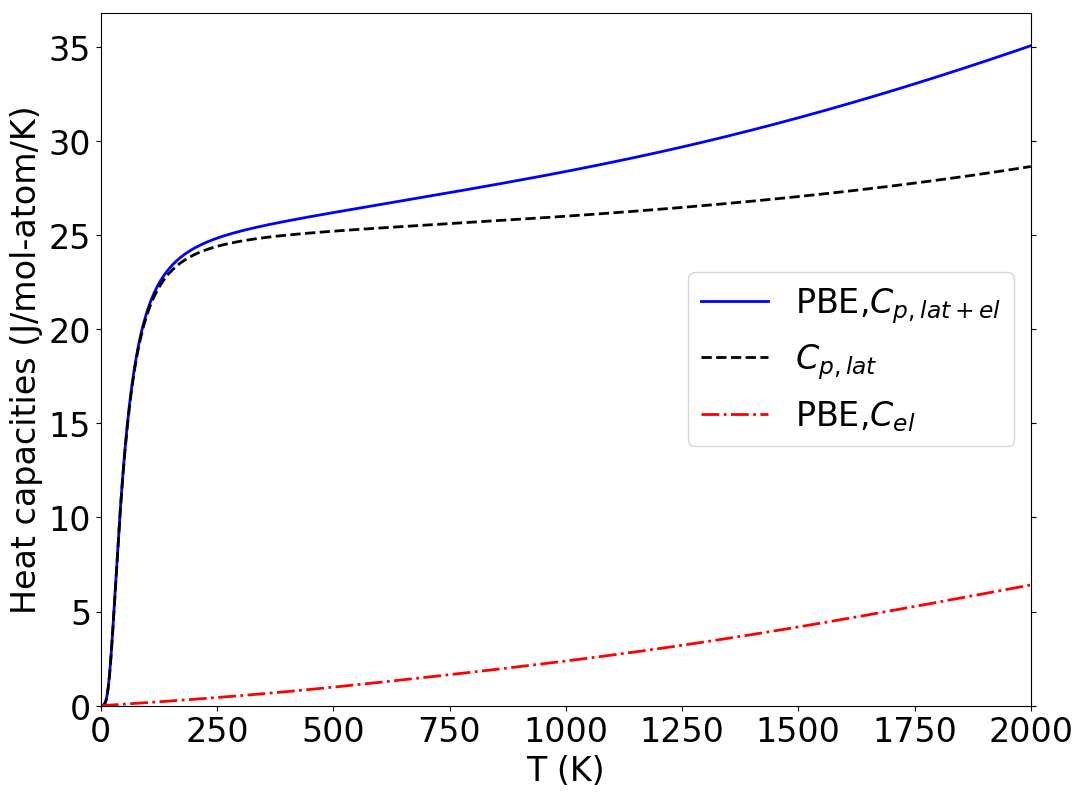 35
30
25
20
15
10
5
0
Heat capacities (J/mol-atom/K)
PBE,C_{p, lat + el}
C_{p, lat}
PBE,C_{el}
0 250 500 750 1000 1250 1500 1750 2000
T (K)